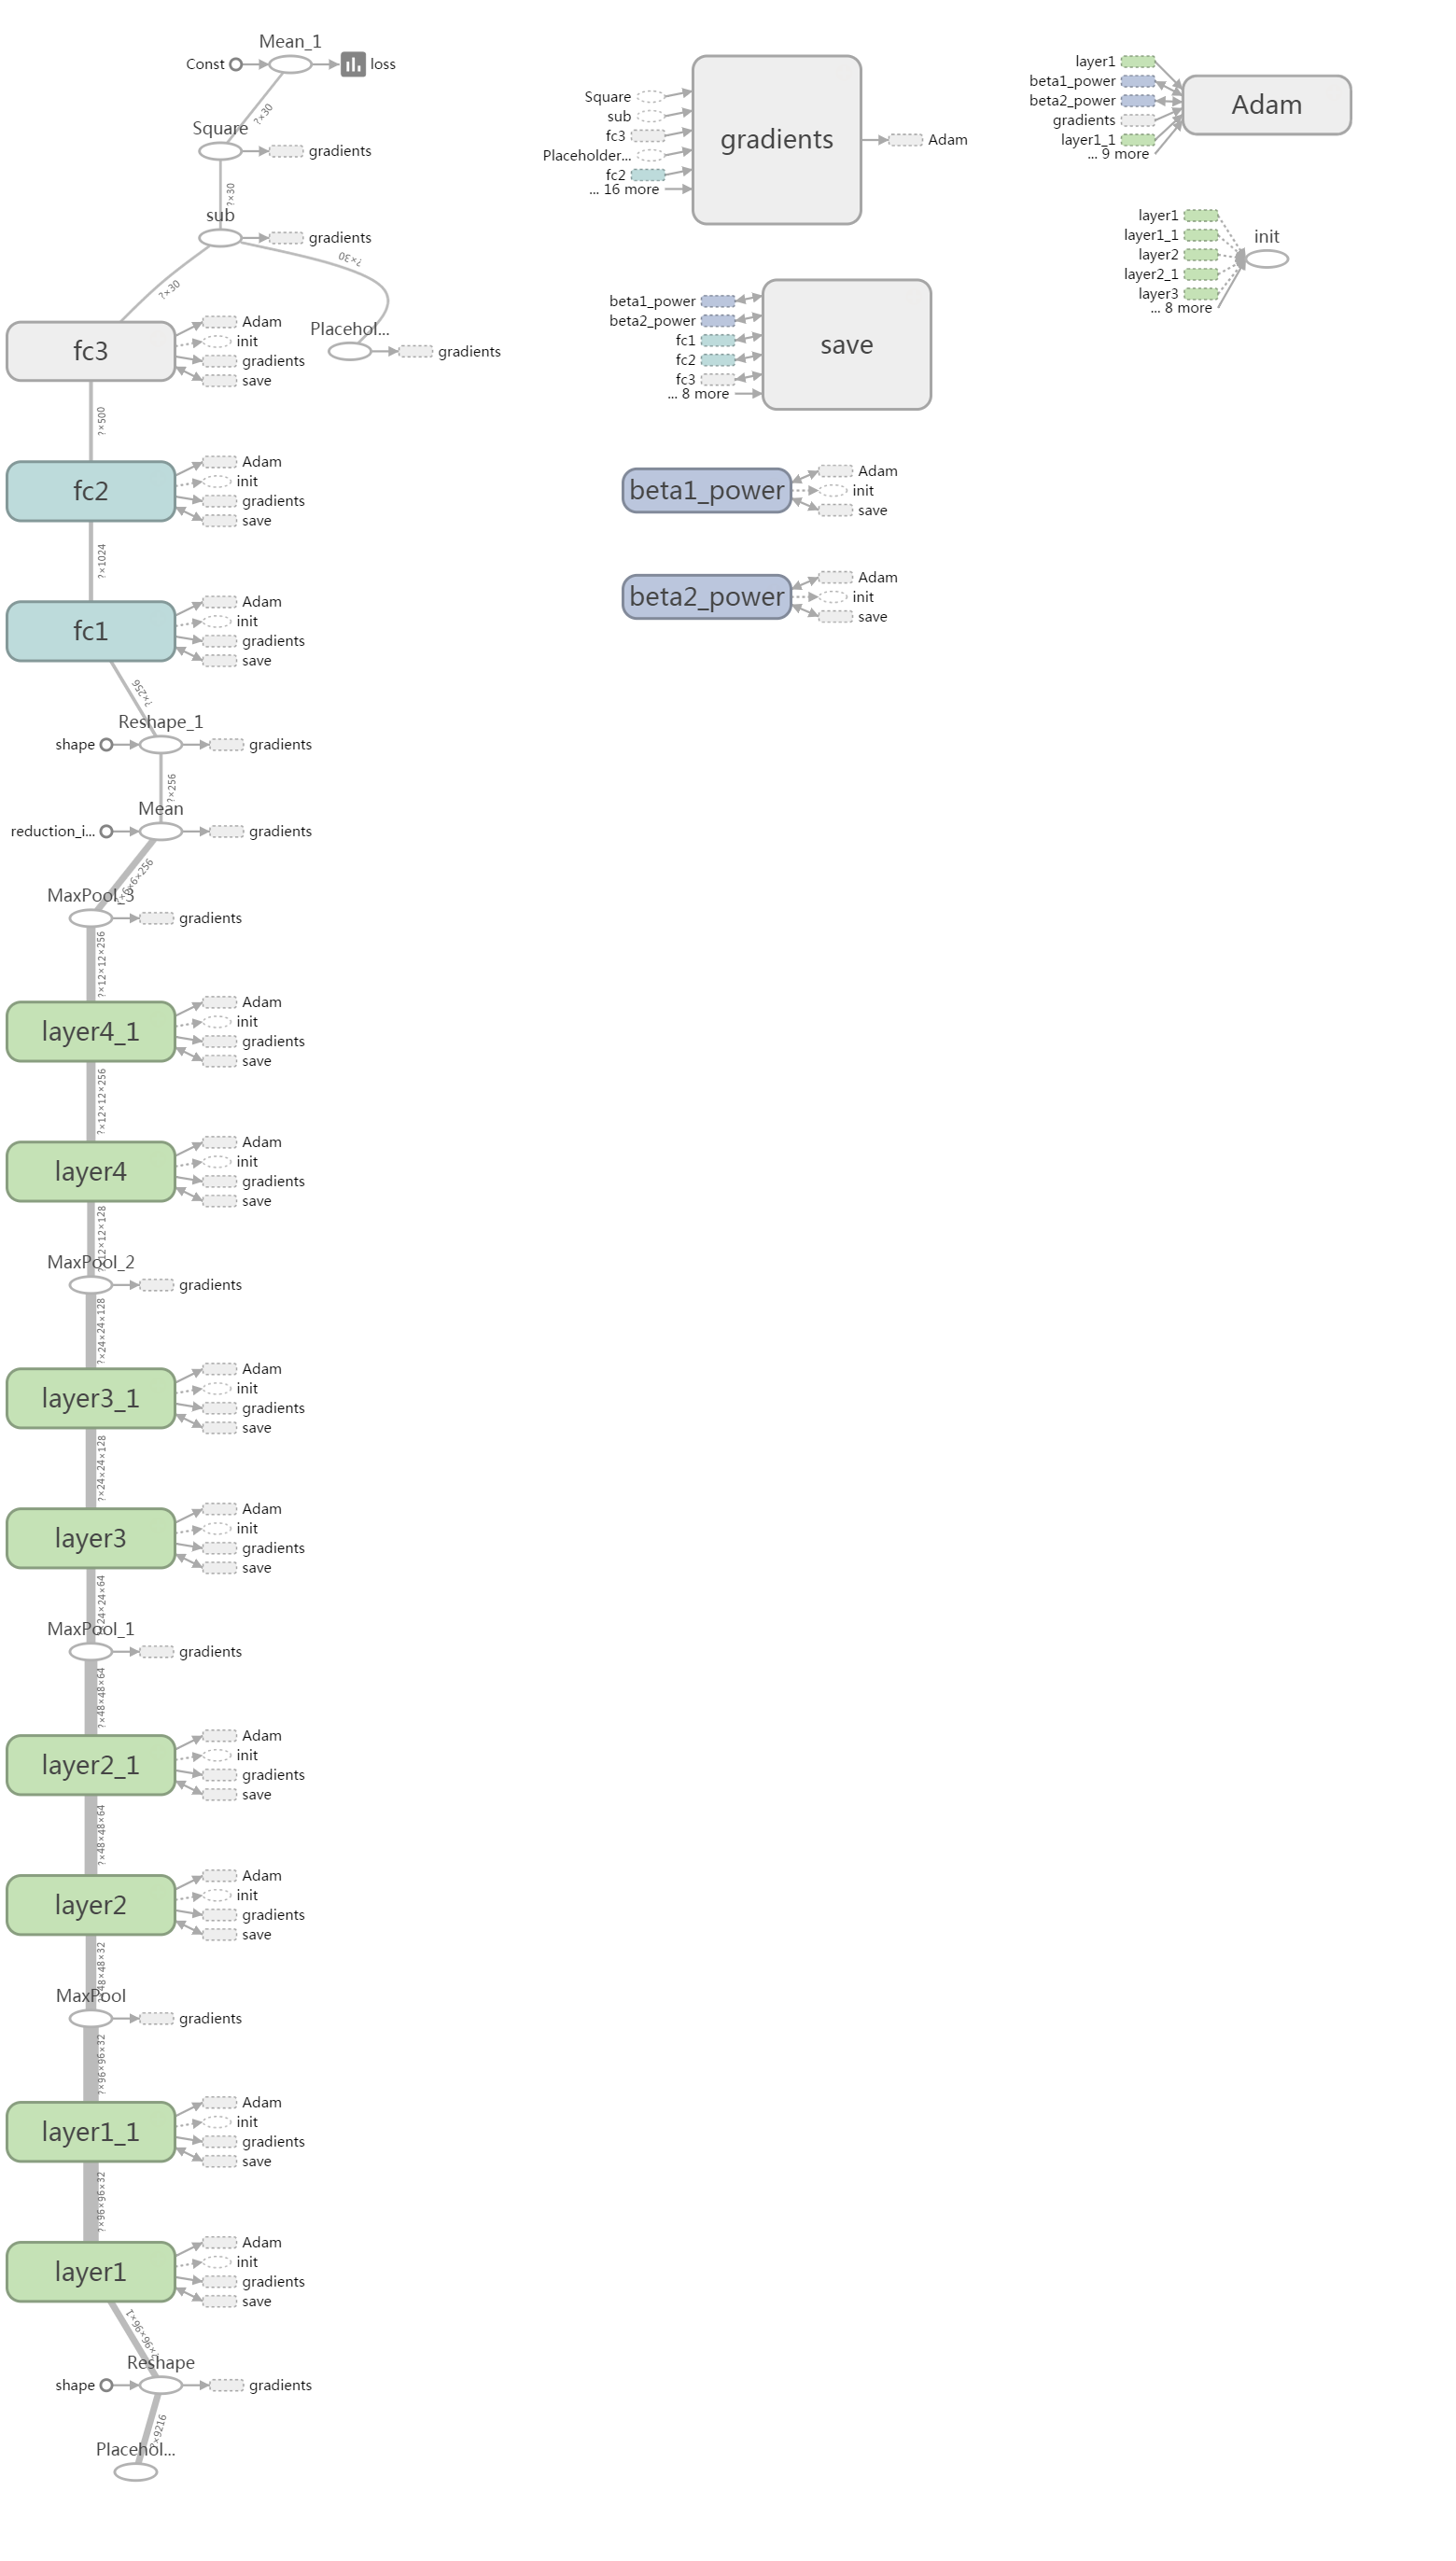 Mean_1
Const
loss
?×30
Square
gradients
?×30
sub
gradients
?×30
?×30
Placehol...
gradients
fc3
Adam
init
gradients
save
?×500
fc2
Adam
init
gradients
save
?×1024
fc1
Adam
init
gradients
save
?×256
Reshape_1
shape
gradients
?×256
Mean
reduction_i...
gradients
?×6×6×256
MaxPool_3
gradients
?×12×12×256
layer4_1
Adam
init
gradients
save
?×12×12×256
layer4
Adam
init
gradients
save
?×12×12×128
MaxPool_2
gradients
?×24×24×128
layer3_1
Adam
init
gradients
save
?×24×24×128
layer3
Adam
init
gradients
save
?×24×24×64
MaxPool_1
gradients
?×48×48×64
layer2_1
Adam
init
gradients
save
?×48×48×64
layer2
Adam
init
gradients
save
?×48×48×32
MaxPool
gradients
?×96×96×32
layer1_1
Adam
init
gradients
save
?×96×96×32
layer1
Adam
init
gradients
save
?×96×96×1
Reshape
shape
gradients
?×9216
Placehol...
Square
sub
fc3
Placeholder...
fc2
... 16 more
gradients
Adam
beta1_power
beta2_power
fc1
fc2
fc3
... 8 more
save
beta1_power
Adam
init
save
beta2_power
Adam
init
save
layer1
beta1_power
beta2_power
gradients
layer1_1
... 9 more
Adam
layer1
layer1_1
layer2
layer2_1
layer3
... 8 more
init